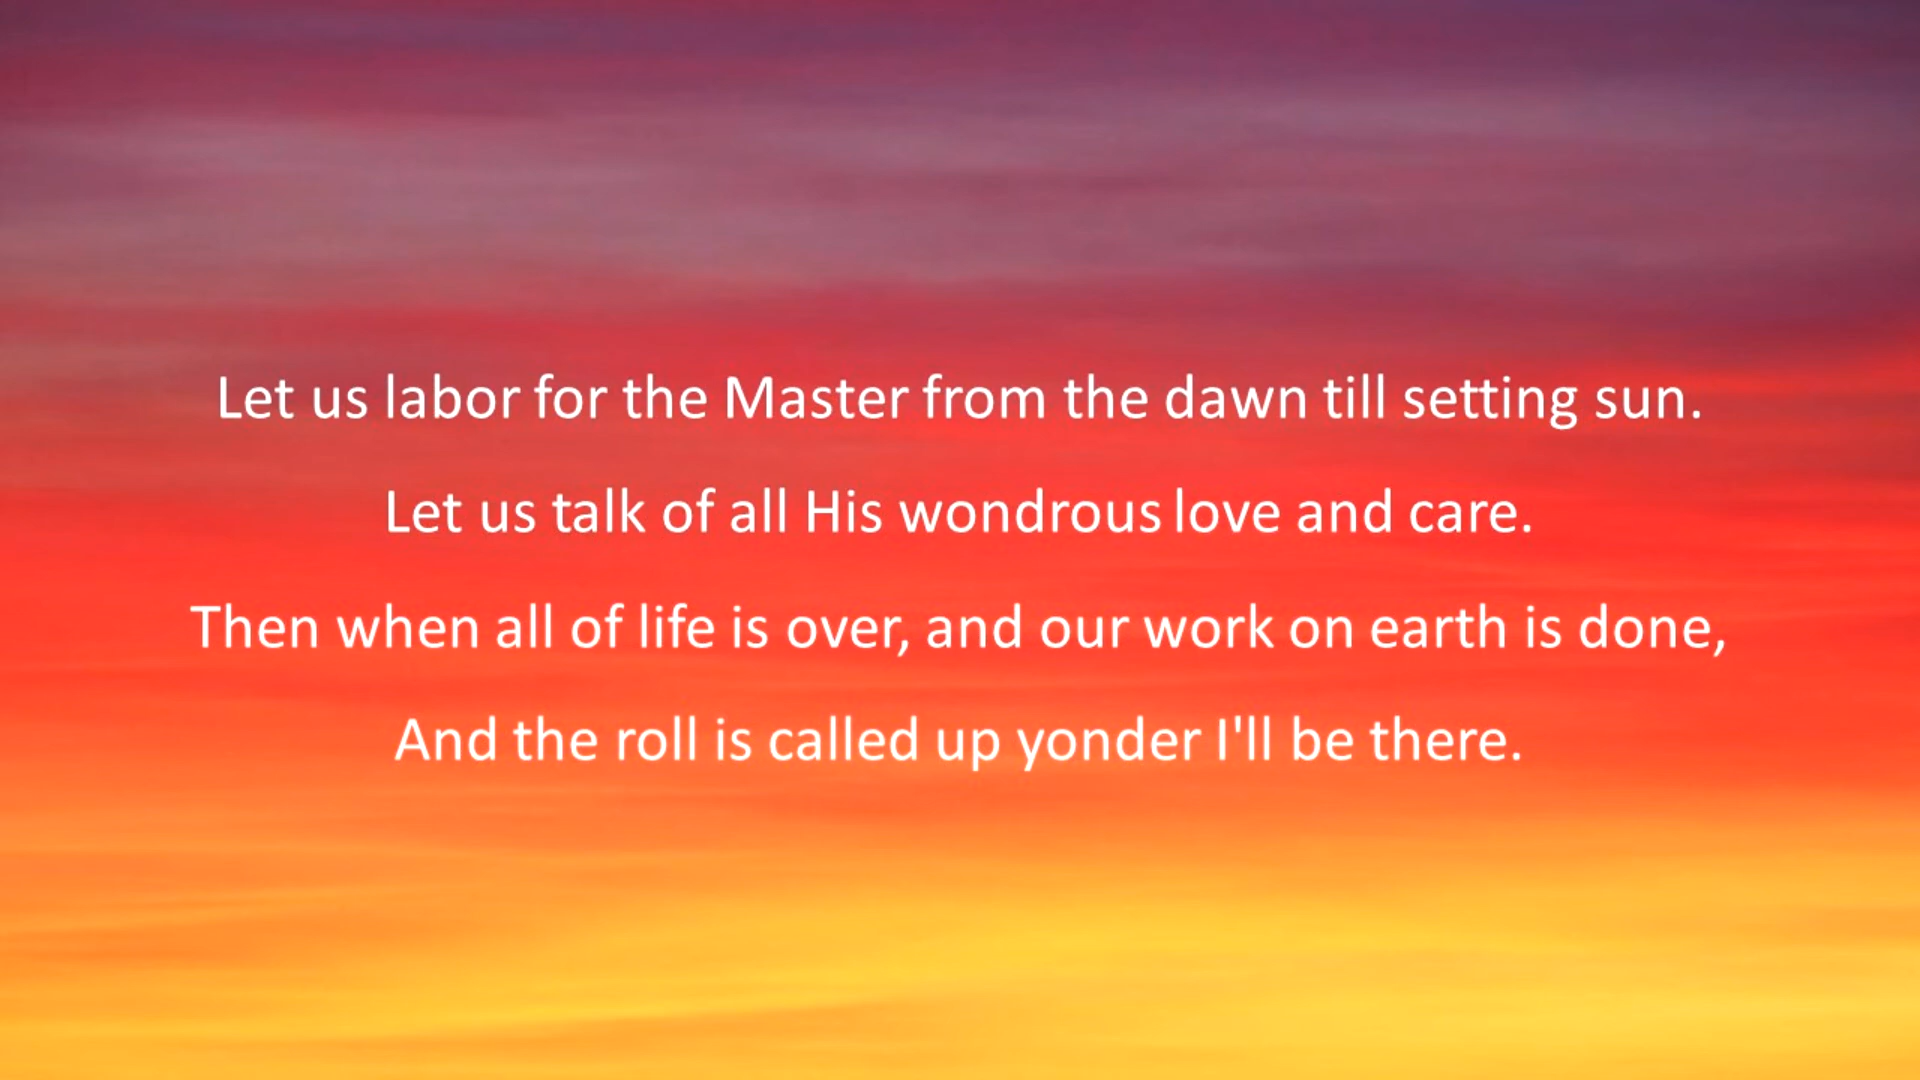 Let us labor for the Master from the dawn till setting sun.
Let us talk of all His wondrous love and care.
Then when all of life is over, and our work on earth is done,
And the roll is called up yonder I'll be there.